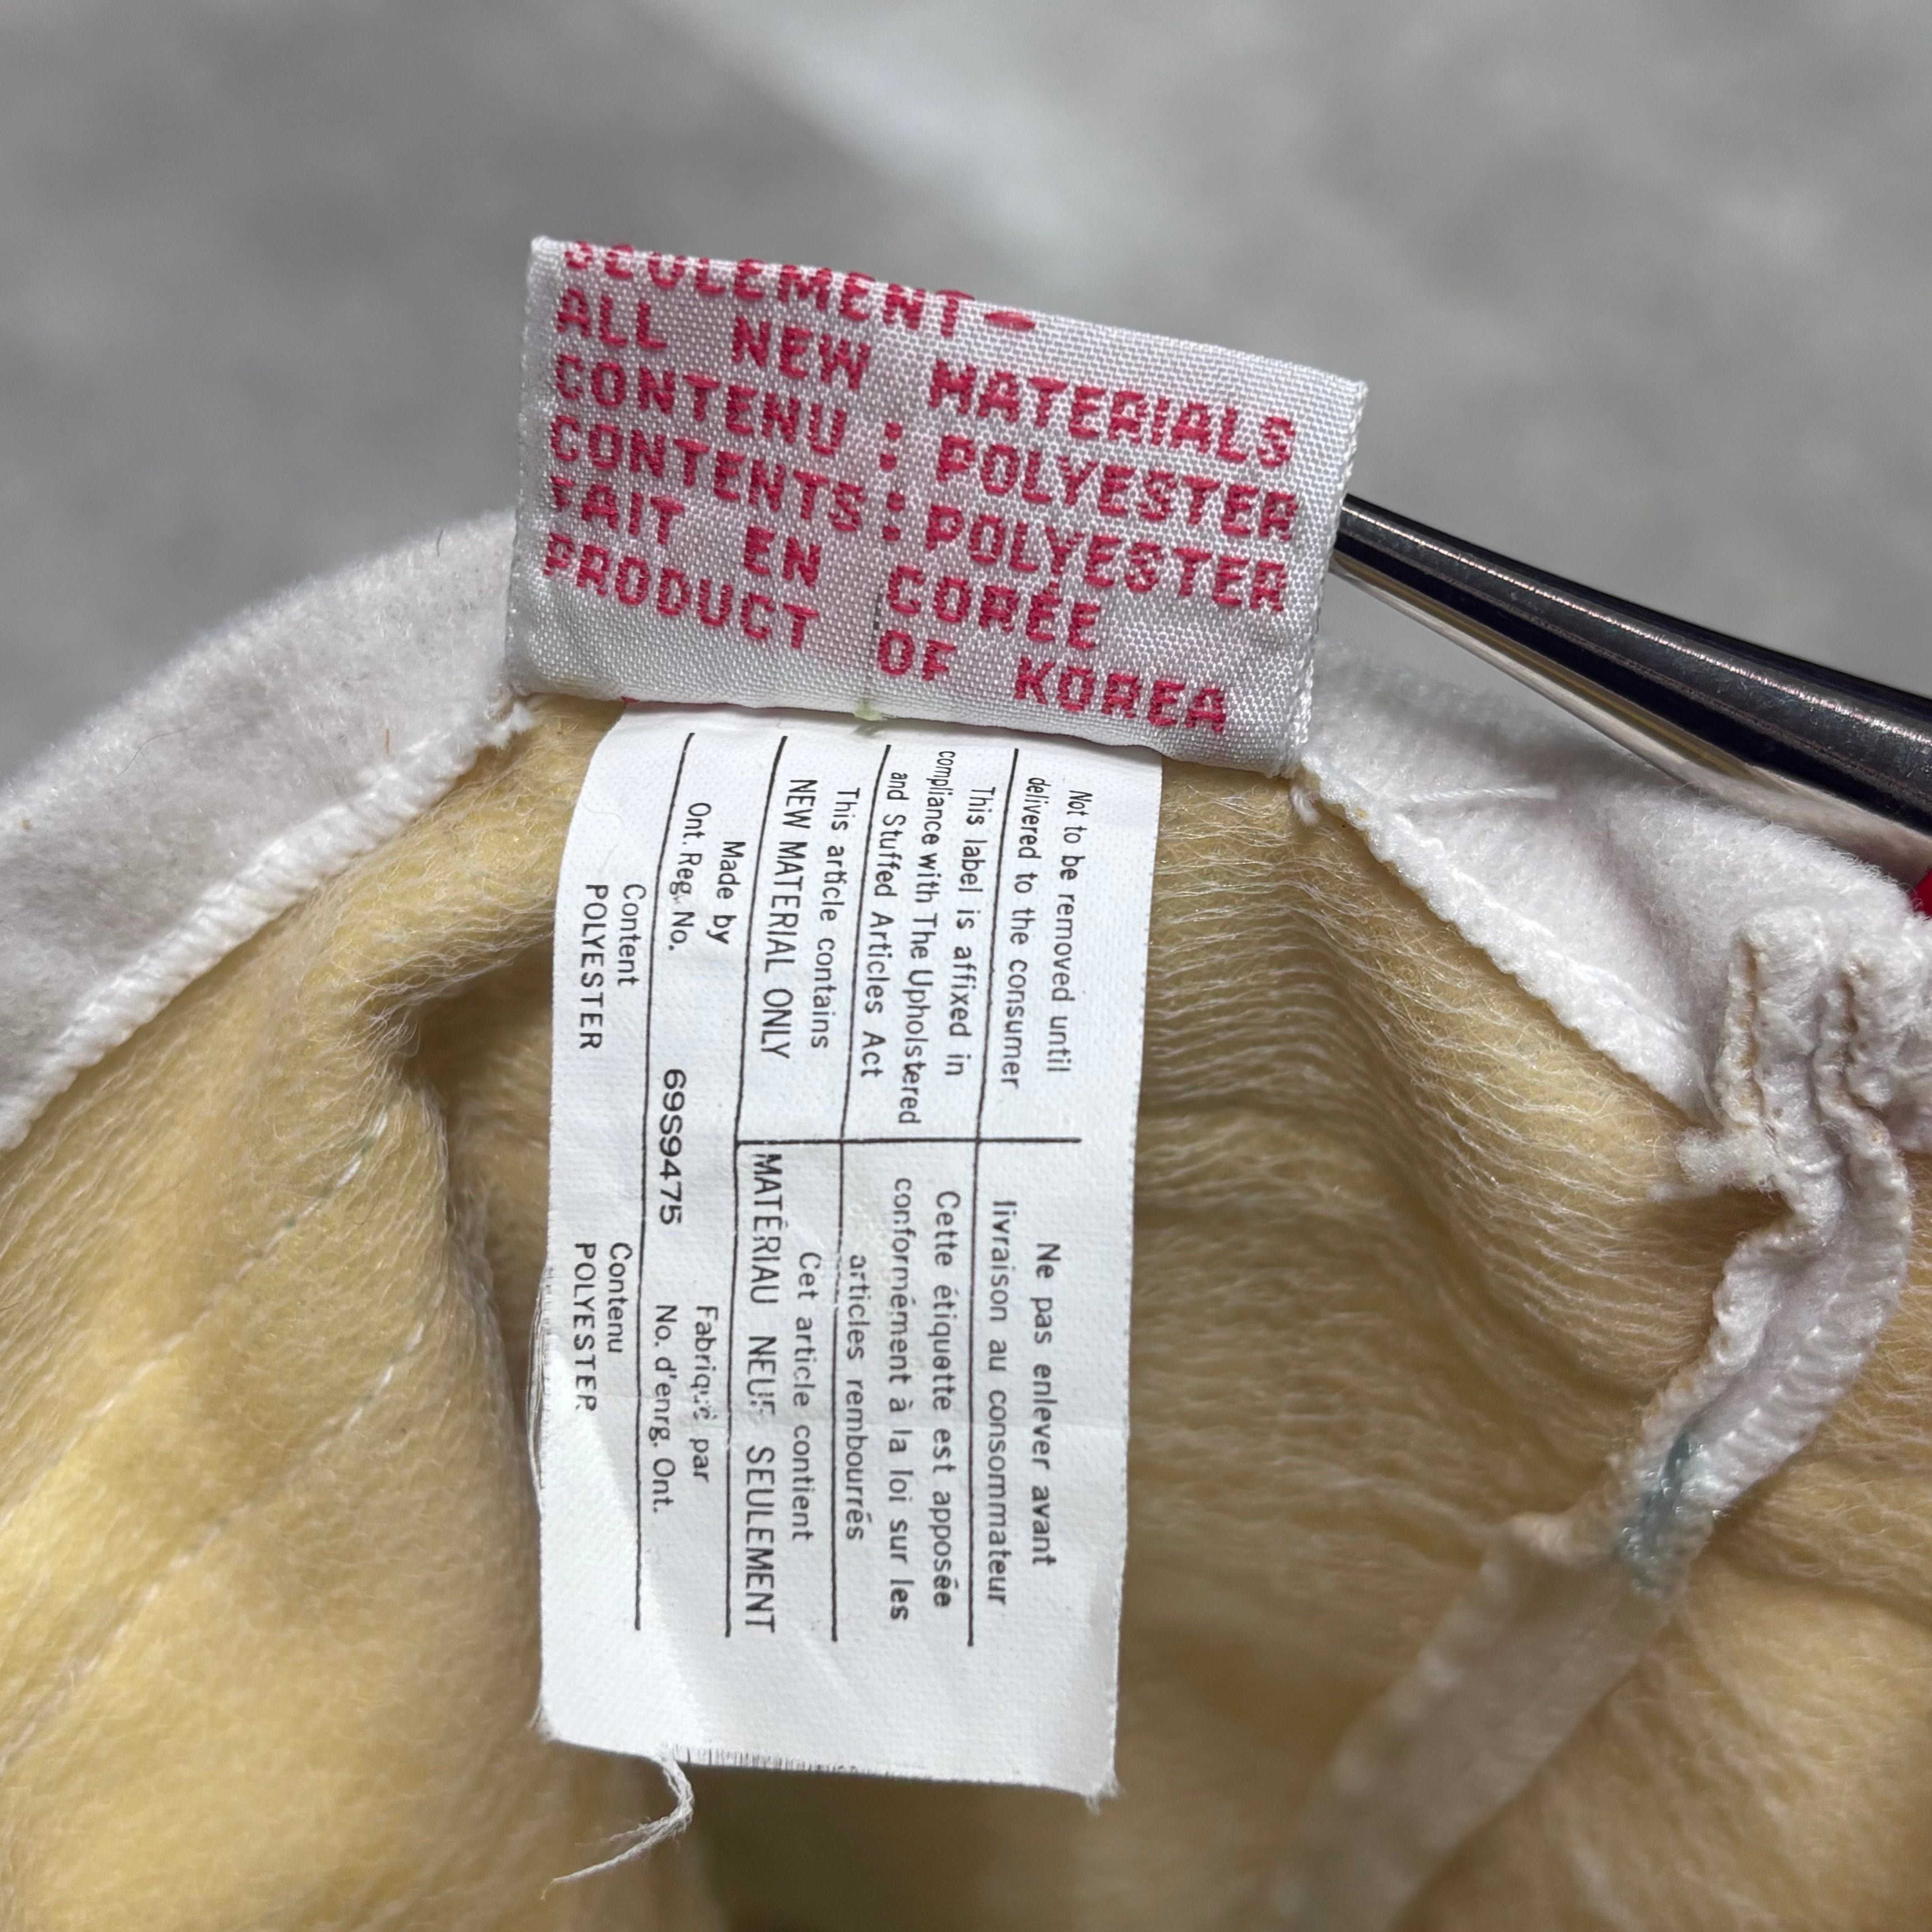 SEULEMENT-
ALL NEW MATERIALS
CONTENU : POLYESTER
CONTENTS : POLYESTER
FAIT EN CORÉE
PRODUCT OF KOREA
Not to be removed until
delivered to the consumer
This label is affixed in
compliance with The Upholstered
and Stuffed Articles Act
This article contains
NEW MATERIAL ONLY
Made by
Ont. Reg. No. 69S9475
Content
POLYESTER
Ne pas enlever avant
livraison au consommateur
Cette étiquette est apposée
conformément à la loi sur les
articles rembourrés
Cet article contient
MATÉRIAU NEUF SEULEMENT
Fabriqué par
No. d'enrg. Ont.
Contenu
POLYESTER